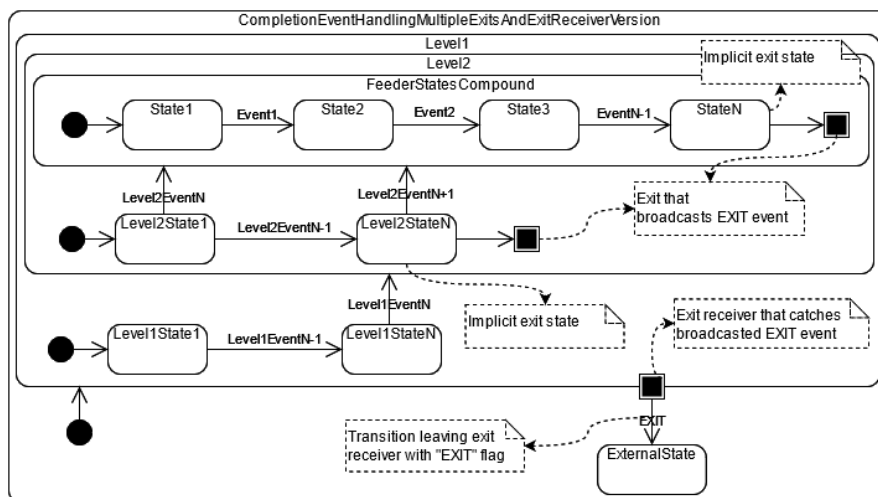 CompletionEventHandlingMultipleExitsAndExitReceiverVersion
Level1
Level2
Implicit exit state
FeederStatesCompound
State1
Event1
State2
Event2
State3
EventN-1
StateN
Level2EventN
Level2EventN+1
Exit that
broadcasts EXIT event
Level2State1
Level2EventN-1
Level2StateN
Level1EventN
Implicit exit state
Exit receiver that catches
broadcasted EXIT event
Level1State1
Level1EventN-1
Level1StateN
EXIT
Transition leaving exit
receiver with "EXIT" flag
ExternalState